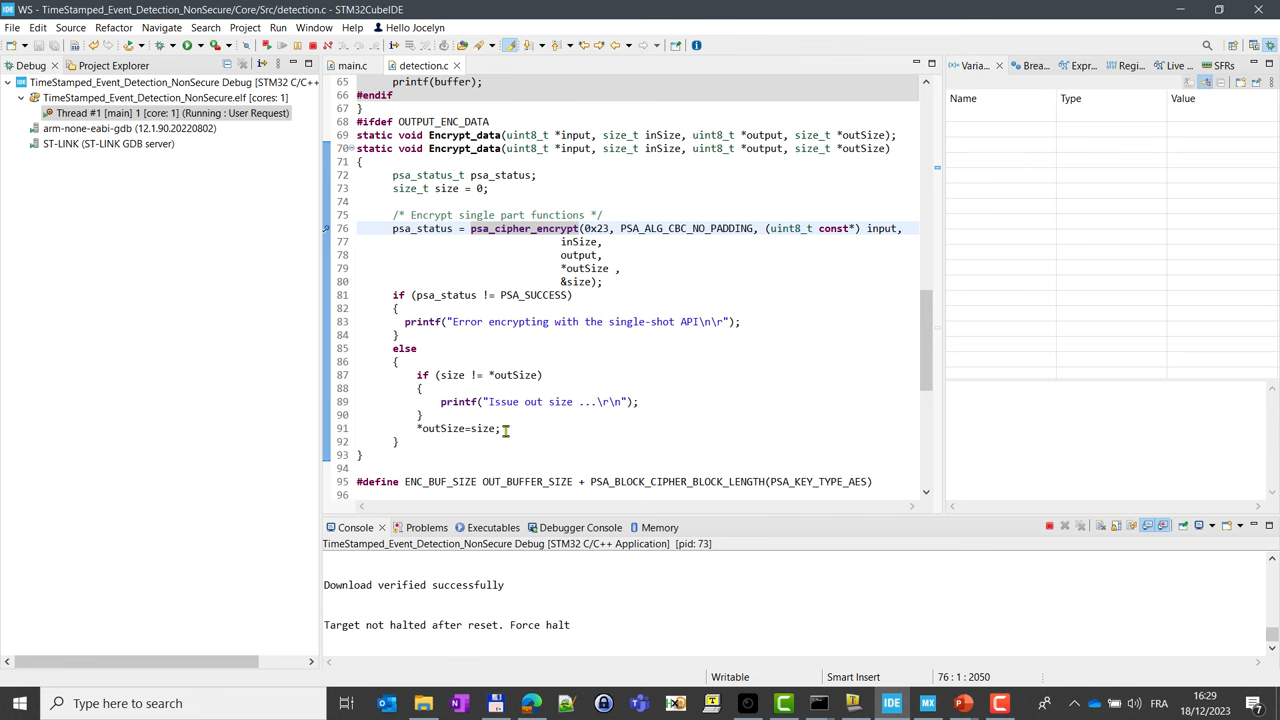 WS - TimeStamped_Event_Detection_NonSecure/Core/Src/detection.c - STM32CubeIDE
File Edit Source Refactor Navigate Search Project Run Window Help Hello Jocelyn
Debug Project Explorer
TimeStamped_Event_Detection_NonSecure Debug [STM32 C/C++
TimeStamped_Event_Detection_NonSecure.elf [cores: 1]
Thread #1 [main] 1 [core: 1] (Running : User Request)
arm-none-eabi-gdb (12.1.90.20220802)
ST-LINK (ST-LINK GDB server)
main.c detection.c
65 printf(buffer);
66 #endif
67 }
68 #ifdef OUTPUT_ENC_DATA
69 static void Encrypt_data(uint8_t *input, size_t inSize, uint8_t *output, size_t *outSize);
70 static void Encrypt_data(uint8_t *input, size_t inSize, uint8_t *output, size_t *outSize)
71 {
72 psa_status_t psa_status;
73 size_t size = 0;
74
75 /* Encrypt single part functions */
76 psa_status = psa_cipher_encrypt(0x23, PSA_ALG_CBC_NO_PADDING, (uint8_t const*) input,
77 inSize,
78 output,
79 *outSize ,
80 &size);
81 if (psa_status != PSA_SUCCESS)
82 {
83 printf("Error encrypting with the single-shot API\n\r");
84 }
85 else
86 {
87 if (size != *outSize)
88 {
89 printf("Issue out size ...\r\n");
90 }
91 *outSize=size;
92 }
93 }
94
95 #define ENC_BUF_SIZE OUT_BUFFER_SIZE + PSA_BLOCK_CIPHER_BLOCK_LENGTH(PSA_KEY_TYPE_AES)
96
Varia... Brea... Expr... Regi... Live ... SFRs
Name Type Value
Console Problems Executables Debugger Console Memory
TimeStamped_Event_Detection_NonSecure Debug [STM32 C/C++ Application] [pid: 73]
Download verified successfully
Target not halted after reset. Force halt
Writable Smart Insert 76 : 1 : 2050
Type here to search
IDE MX
FRA
16:29
18/12/2023